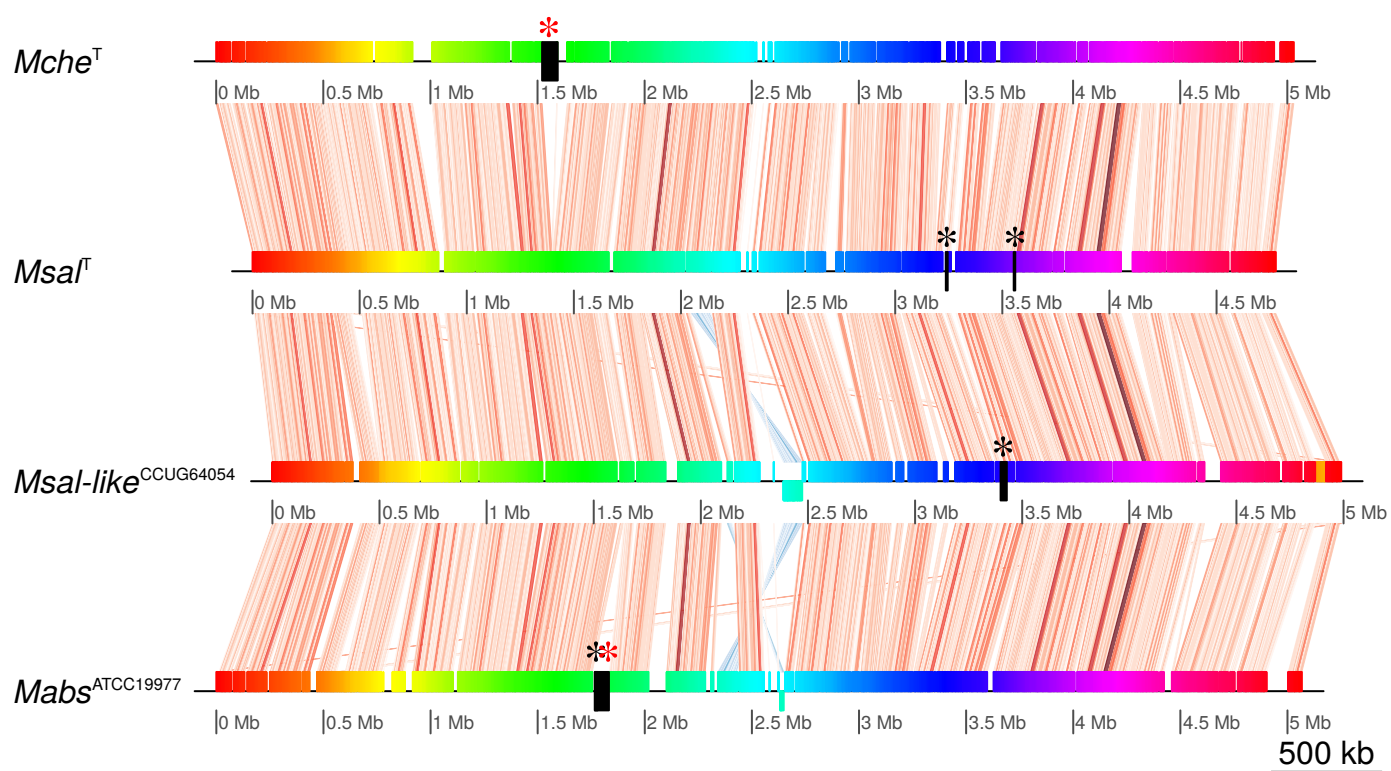 *
Mche^T
0 Mb 0.5 Mb 1 Mb 1.5 Mb 2 Mb 2.5 Mb 3 Mb 3.5 Mb 4 Mb 4.5 Mb 5 Mb
* *
Msal^T
0 Mb 0.5 Mb 1 Mb 1.5 Mb 2 Mb 2.5 Mb 3 Mb 3.5 Mb 4 Mb 4.5 Mb
*
Msal-like^CCUG64054
0 Mb 0.5 Mb 1 Mb 1.5 Mb 2 Mb 2.5 Mb 3 Mb 3.5 Mb 4 Mb 4.5 Mb 5 Mb
**
Mabs^ATCC19977
0 Mb 0.5 Mb 1 Mb 1.5 Mb 2 Mb 2.5 Mb 3 Mb 3.5 Mb 4 Mb 4.5 Mb 5 Mb
500 kb